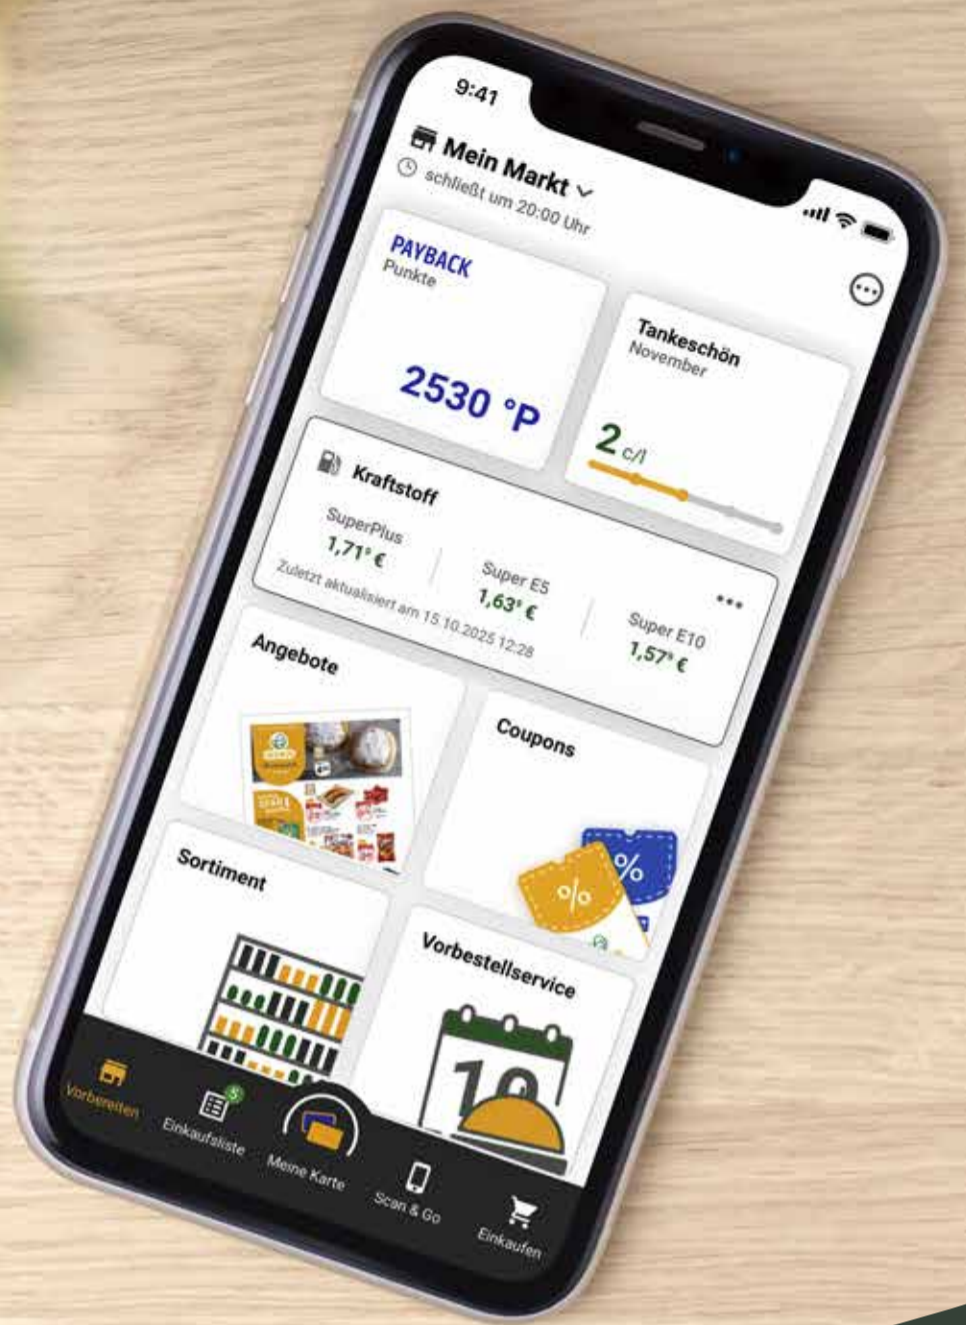 9:41
Mein Markt
schließt um 20:00 Uhr
PAYBACK
Punkte
2530 °P
Tankeschön
November
2 c/l
Kraftstoff
SuperPlus
1,71⁹ €
Super E5
1,63⁹ €
Super E10
1,57⁹ €
Zuletzt aktualisiert am 15.10.2025 12:28
Angebote
Coupons
%
%
Sortiment
Vorbestellservice
Vorbereiten
5
Einkaufsliste
Meine Karte
Scan & Go
Einkaufen